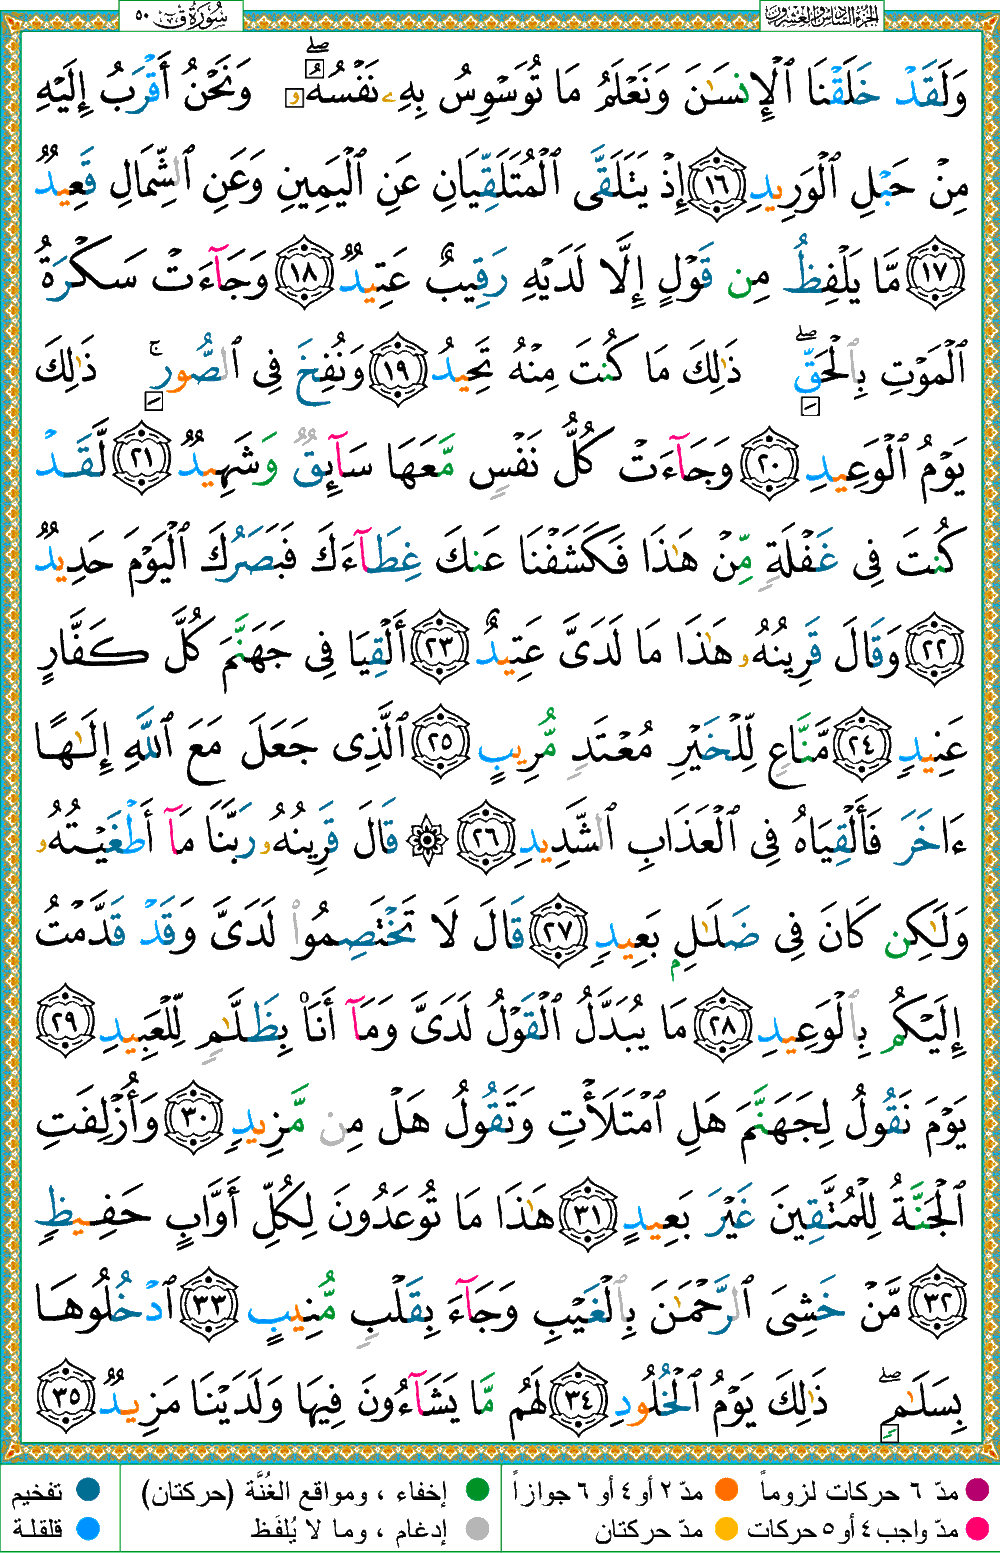 سُورَةُ قٓ ٥٠
الجزء السادس والعشرون
وَلَقَدْ خَلَقْنَا ٱلْإِنسَٰنَ وَنَعْلَمُ مَا تُوَسْوِسُ بِهِۦ نَفْسُهُۥۖ وَنَحْنُ أَقْرَبُ إِلَيْهِ
مِنْ حَبْلِ ٱلْوَرِيدِ ١٦ إِذْ يَتَلَقَّى ٱلْمُتَلَقِّيَانِ عَنِ ٱلْيَمِينِ وَعَنِ ٱلشِّمَالِ قَعِيدٌ
١٧ مَّا يَلْفِظُ مِن قَوْلٍ إِلَّا لَدَيْهِ رَقِيبٌ عَتِيدٌ ١٨ وَجَآءَتْ سَكْرَةُ
ٱلْمَوْتِ بِٱلْحَقِّۖ ذَٰلِكَ مَا كُنتَ مِنْهُ تَحِيدُ ١٩ وَنُفِخَ فِى ٱلصُّورِۚ ذَٰلِكَ
يَوْمُ ٱلْوَعِيدِ ٢٠ وَجَآءَتْ كُلُّ نَفْسٍ مَّعَهَا سَآئِقٌ وَشَهِيدٌ ٢١ لَّقَدْ
كُنتَ فِى غَفْلَةٍ مِّنْ هَٰذَا فَكَشَفْنَا عَنكَ غِطَآءَكَ فَبَصَرُكَ ٱلْيَوْمَ حَدِيدٌ
٢٢ وَقَالَ قَرِينُهُۥ هَٰذَا مَا لَدَىَّ عَتِيدٌ ٢٣ أَلْقِيَا فِى جَهَنَّمَ كُلَّ كَفَّارٍ
عَنِيدٍ ٢٤ مَّنَّاعٍ لِّلْخَيْرِ مُعْتَدٍ مُّرِيبٍ ٢٥ ٱلَّذِى جَعَلَ مَعَ ٱللَّهِ إِلَٰهًا
ءَاخَرَ فَأَلْقِيَاهُ فِى ٱلْعَذَابِ ٱلشَّدِيدِ ٢٦ ۞ قَالَ قَرِينُهُۥ رَبَّنَا مَآ أَطْغَيْتُهُۥ
وَلَٰكِن كَانَ فِى ضَلَٰلٍۭ بَعِيدٍ ٢٧ قَالَ لَا تَخْتَصِمُوا۟ لَدَىَّ وَقَدْ قَدَّمْتُ
إِلَيْكُم بِٱلْوَعِيدِ ٢٨ مَا يُبَدَّلُ ٱلْقَوْلُ لَدَىَّ وَمَآ أَنَا۠ بِظَلَّٰمٍ لِّلْعَبِيدِ ٢٩
يَوْمَ نَقُولُ لِجَهَنَّمَ هَلِ ٱمْتَلَأْتِ وَتَقُولُ هَلْ مِن مَّزِيدٍ ٣٠ وَأُزْلِفَتِ
ٱلْجَنَّةُ لِلْمُتَّقِينَ غَيْرَ بَعِيدٍ ٣١ هَٰذَا مَا تُوعَدُونَ لِكُلِّ أَوَّابٍ حَفِيظٍ
٣٢ مَّنْ خَشِىَ ٱلرَّحْمَٰنَ بِٱلْغَيْبِ وَجَآءَ بِقَلْبٍ مُّنِيبٍ ٣٣ ٱدْخُلُوهَا
بِسَلَٰمٍۖ ذَٰلِكَ يَوْمُ ٱلْخُلُودِ ٣٤ لَهُم مَّا يَشَآءُونَ فِيهَا وَلَدَيْنَا مَزِيدٌ ٣٥
مدّ ٦ حركات لزوماً مدّ ٢ أو ٤ أو ٦ جوازاً إخفاء ، ومواقع الغُنَّة (حركتان) تفخيم
مدّ واجب ٤ أو ٥ حركات مدّ حركتان إدغام ، وما لا يُلفَظ قلقلة